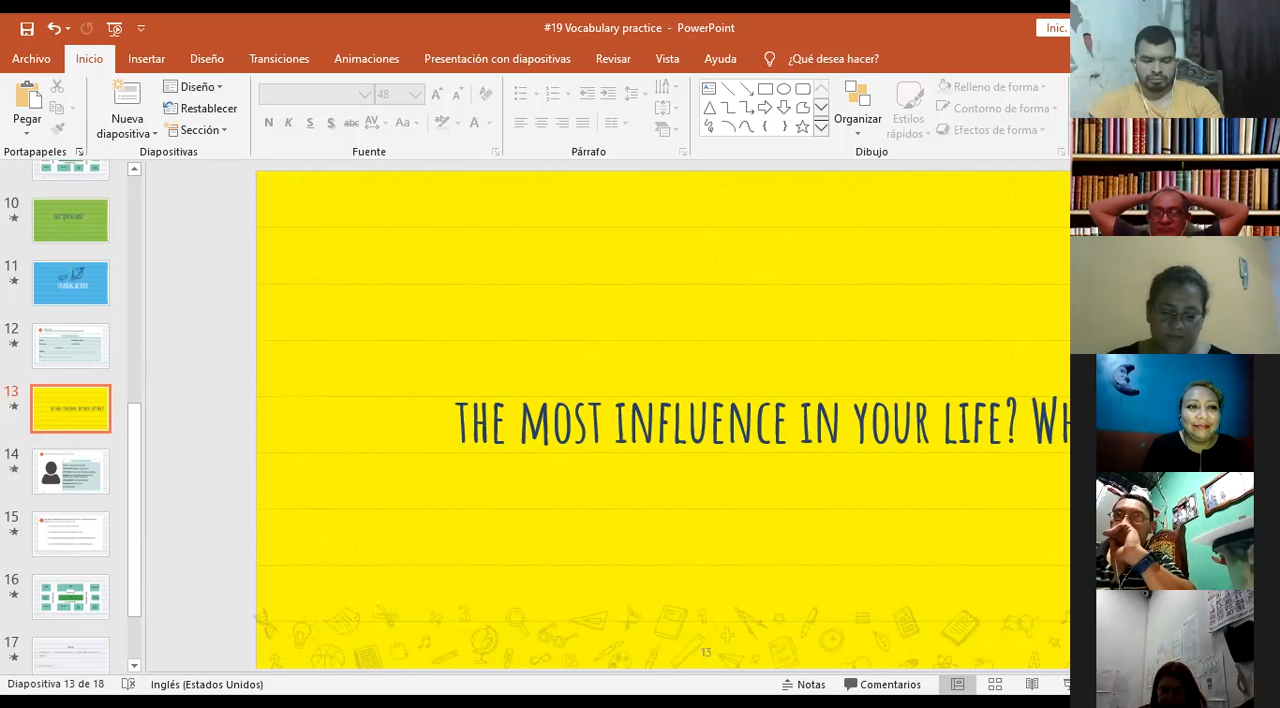 #19 Vocabulary practice - PowerPoint
Inic.
Archivo Inicio Insertar Diseño Transiciones Animaciones Presentación con diapositivas Revisar Vista Ayuda ¿Qué desea hacer?
Pegar
Portapapeles
Nueva diapositiva
Diseño
Restablecer
Sección
Diapositivas
48
N K S S abc AV Aa
Fuente
Párrafo
Organizar
Estilos rápidos
Relleno de forma
Contorno de forma
Efectos de forma
Dibujo
10
11
12
13
14
15
16
17
THE MOST INFLUENCE IN YOUR LIFE? WH
13
Diapositiva 13 de 18 Inglés (Estados Unidos) Notas Comentarios